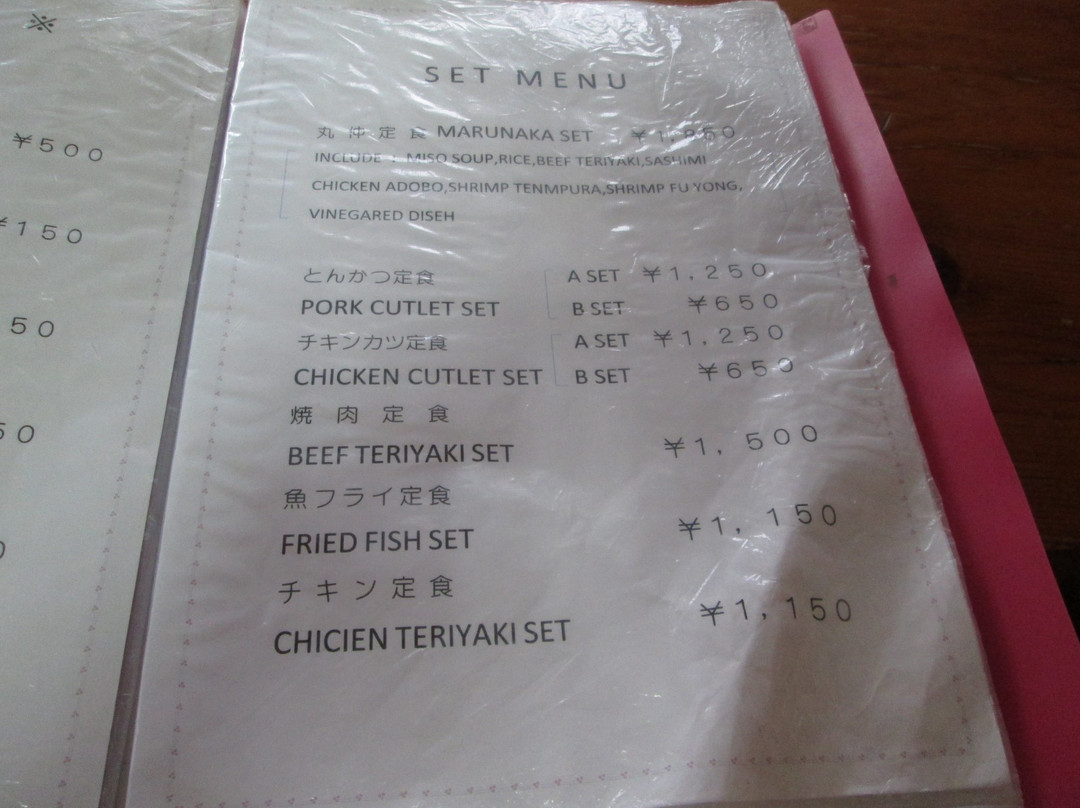 ※
¥500
¥150
50
50
0
SET MENU
丸沖定食 MARUNAKA SET
INCLUDE : MISO SOUP,RICE,BEEF TERIYAKI,SASHIMI
CHICKEN ADOBO,SHRIMP TENMPURA,SHRIMP FU YONG,
VINEGARED DISEH
とんかつ定食 A SET ¥1,250
PORK CUTLET SET B SET ¥650
チキンカツ定食 A SET ¥1,250
CHICKEN CUTLET SET B SET ¥650
焼肉定食
BEEF TERIYAKI SET ¥1,500
魚フライ定食
FRIED FISH SET ¥1,150
チキン定食
CHICIEN TERIYAKI SET ¥1,150